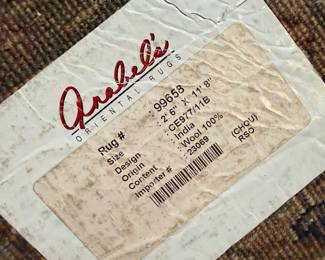 Anabel's
ORIENTAL RUGS
Rug # : 99658
Size : 2' 6" X 11' 8"
Design : CE977/11B
Origin : India
Content : Wool 100% (CHOU)
Importer # : 23069 RSO